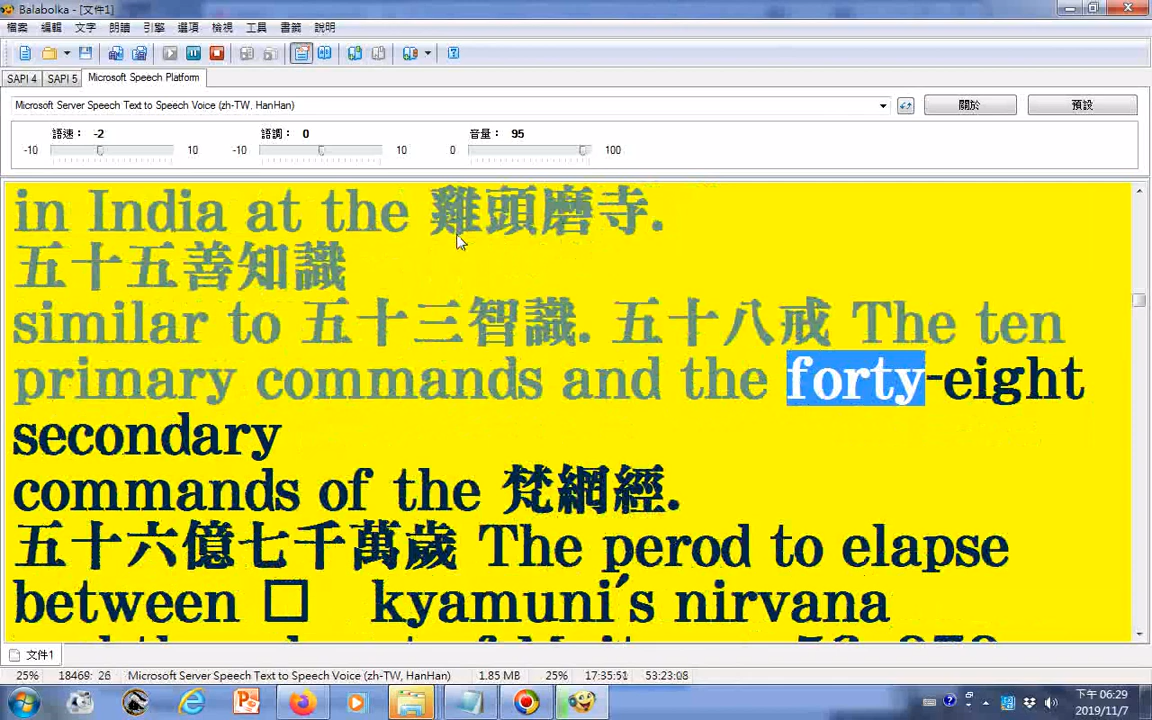 Balabolka - [文件1]
檔案 編輯 文字 朗讀 引擎 選項 檢視 工具 書籤 說明
SAPI 4 SAPI 5 Microsoft Speech Platform
Microsoft Server Speech Text to Speech Voice (zh-TW, HanHan) 關於 預設
語速： -2 語調： 0 音量： 95
-10 10 -10 10 0 100
in India at the 雞頭磨寺.
五十五善知識
similar to 五十三智識. 五十八戒 The ten
primary commands and the forty-eight
secondary
commands of the 梵網經.
五十六億七千萬歲 The perod to elapse
between □ kyamuni's nirvana
文件1
25% 18469: 26 Microsoft Server Speech Text to Speech Voice (zh-TW, HanHan) 1.85 MB 25% 17:35:51 53:23:08
下午 06:29
2019/11/7